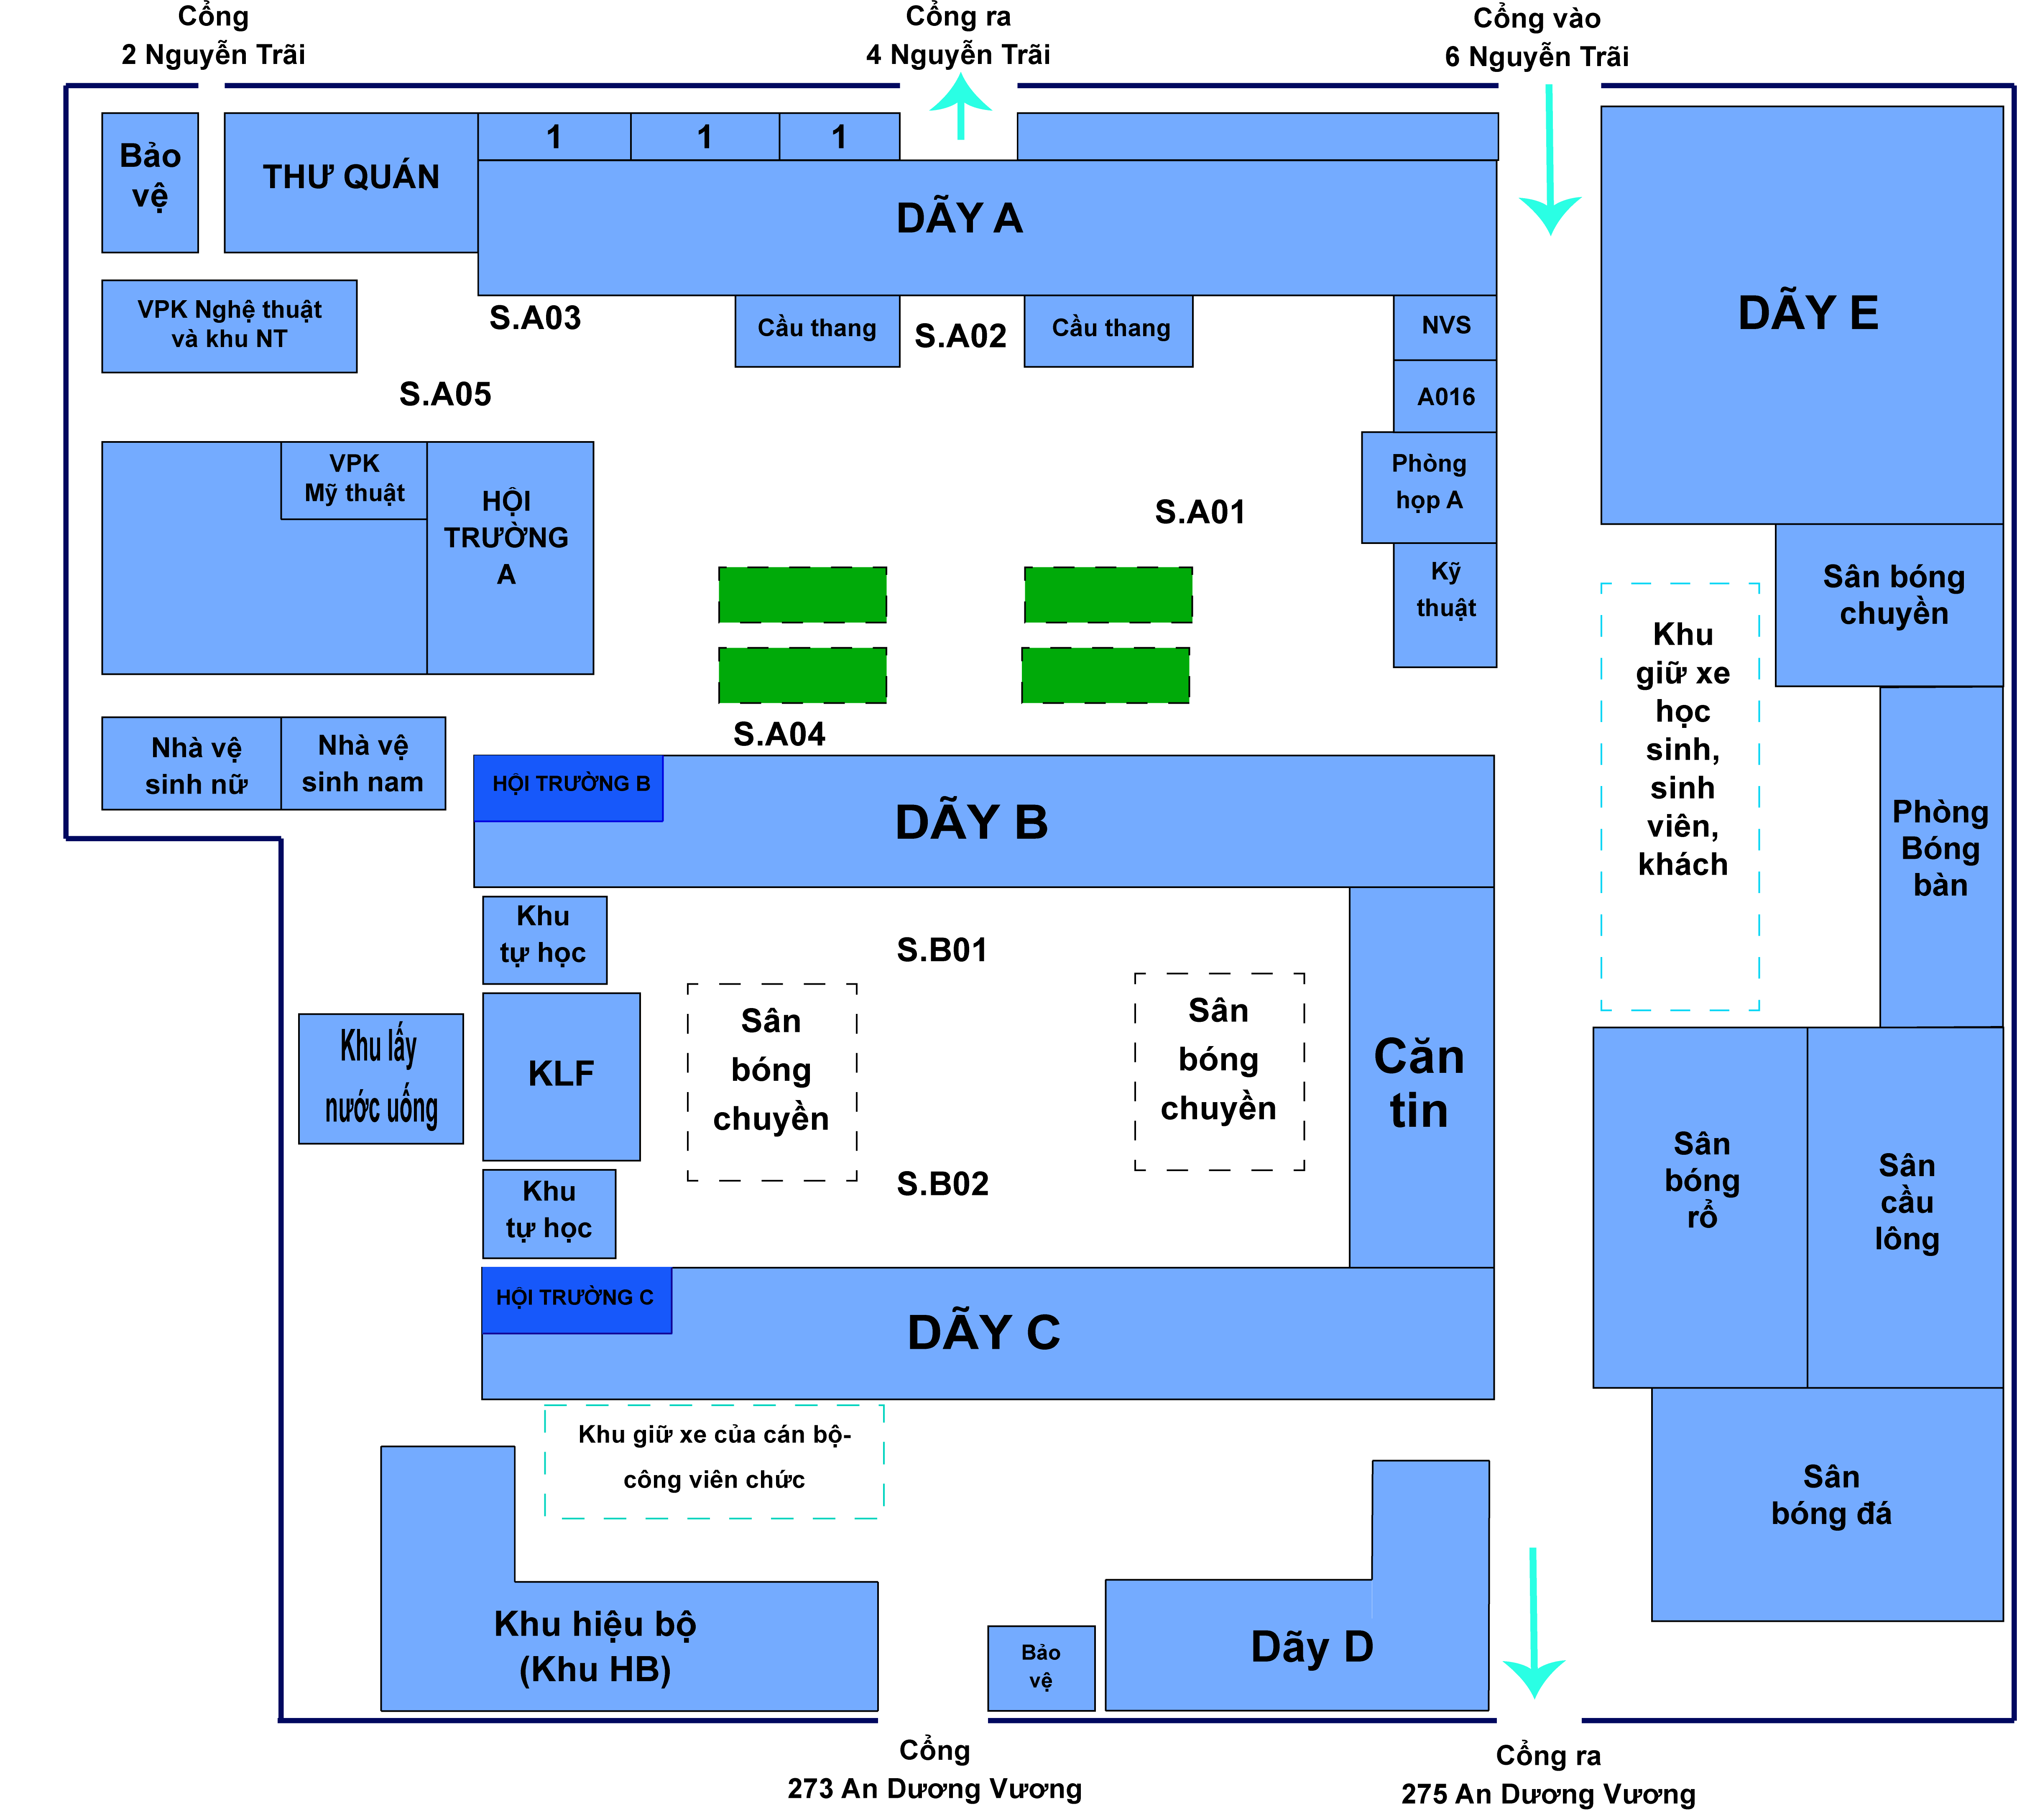 Cổng
2 Nguyễn Trãi
Cổng ra
4 Nguyễn Trãi
Cổng vào
6 Nguyễn Trãi
Bảo
vệ
THƯ QUÁN
1
1
1
DÃY A
DÃY E
VPK Nghệ thuật
và khu NT
S.A03
Cầu thang
S.A02
Cầu thang
NVS
S.A05
A016
VPK
Mỹ thuật
HỘI
TRƯỜNG
A
S.A01
Phòng
họp A
Kỹ
thuật
Sân bóng
chuyền
Khu
giữ xe
học
sinh,
sinh
viên,
khách
Nhà vệ
sinh nữ
Nhà vệ
sinh nam
S.A04
HỘI TRƯỜNG B
DÃY B
Phòng
Bóng
bàn
Khu
tự học
S.B01
Khu lấy
nước uống
KLF
Sân
bóng
chuyền
Sân
bóng
chuyền
Căn
tin
Khu
tự học
S.B02
Sân
bóng
rổ
Sân
cầu
lông
HỘI TRƯỜNG C
DÃY C
Khu giữ xe của cán bộ-
công viên chức
Sân
bóng đá
Khu hiệu bộ
(Khu HB)
Bảo
vệ
Dãy D
Cổng
273 An Dương Vương
Cổng ra
275 An Dương Vương